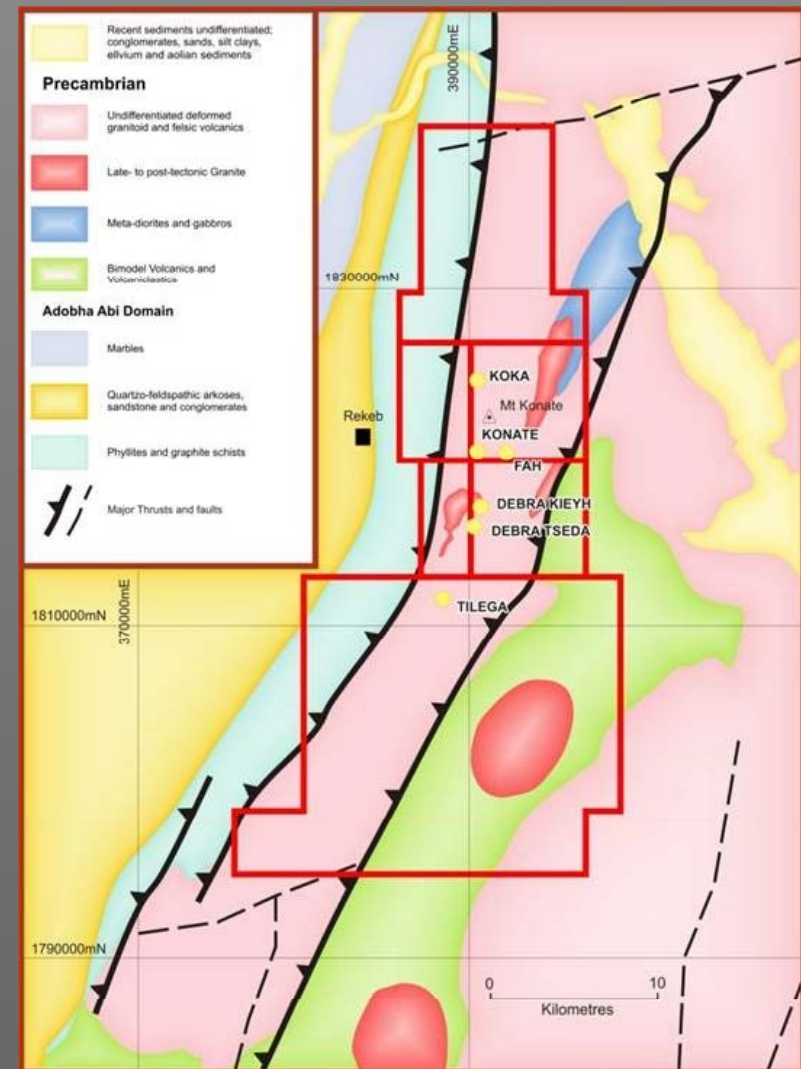 Recent sediments undifferentiated;
conglomerates, sands, silt clays,
ellvium and aolian sediments
Precambrian
Undifferentiated deformed
granitoid and felsic volcanics
Late- to post-tectonic Granite
Meta-diorites and gabbros
Bimodel Volcanics and
Volcaniclastics
Adobha Abi Domain
Marbles
Quartzo-feldspathic arkoses,
sandstone and conglomerates
Phyllites and graphite schists
Major Thrusts and faults
390000mE
1830000mN
KOKA
Mt Konate
Rekeb
KONATE
FAH
DEBRA KIEYH
DEBRA TSEDA
370000mE
TILEGA
1810000mN
1790000mN
0 10
Kilometres